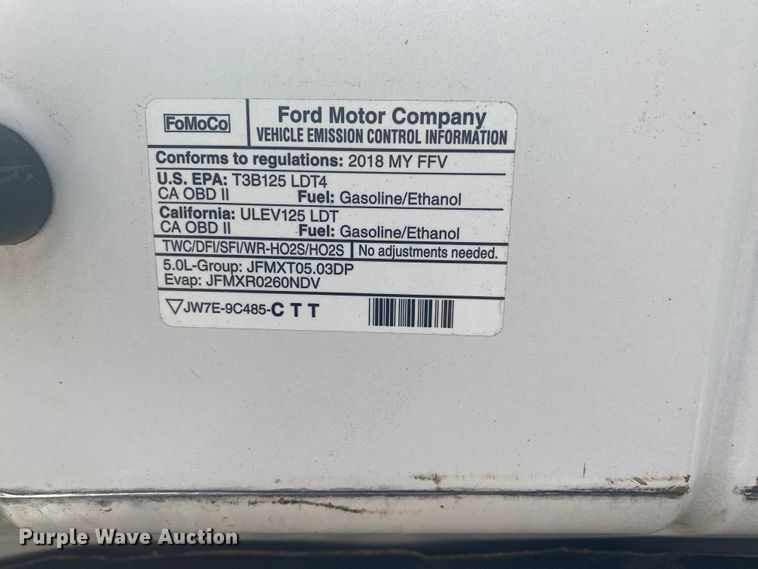 FoMoCo
Ford Motor Company
VEHICLE EMISSION CONTROL INFORMATION
Conforms to regulations: 2018 MY FFV
U.S. EPA: T3B125 LDT4
CA OBD II Fuel: Gasoline/Ethanol
California: ULEV125 LDT
CA OBD II Fuel: Gasoline/Ethanol
TWC/DFI/SFI/WR-HO2S/HO2S No adjustments needed.
5.0L-Group: JFMXT05.03DP
Evap: JFMXR0260NDV
JW7E-9C485-CTT
Purple Wave Auction